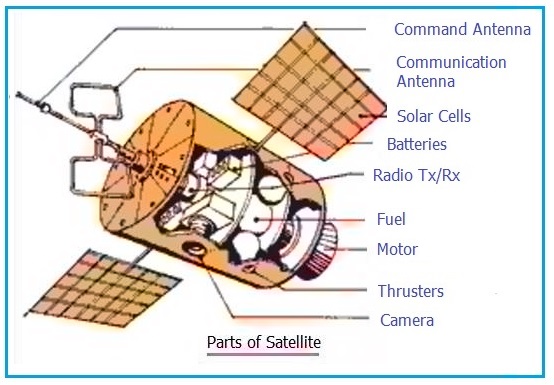 Command Antenna
Communication
Antenna
Solar Cells
Batteries
Radio Tx/Rx
Fuel
Motor
Thrusters
Camera
Parts of Satellite